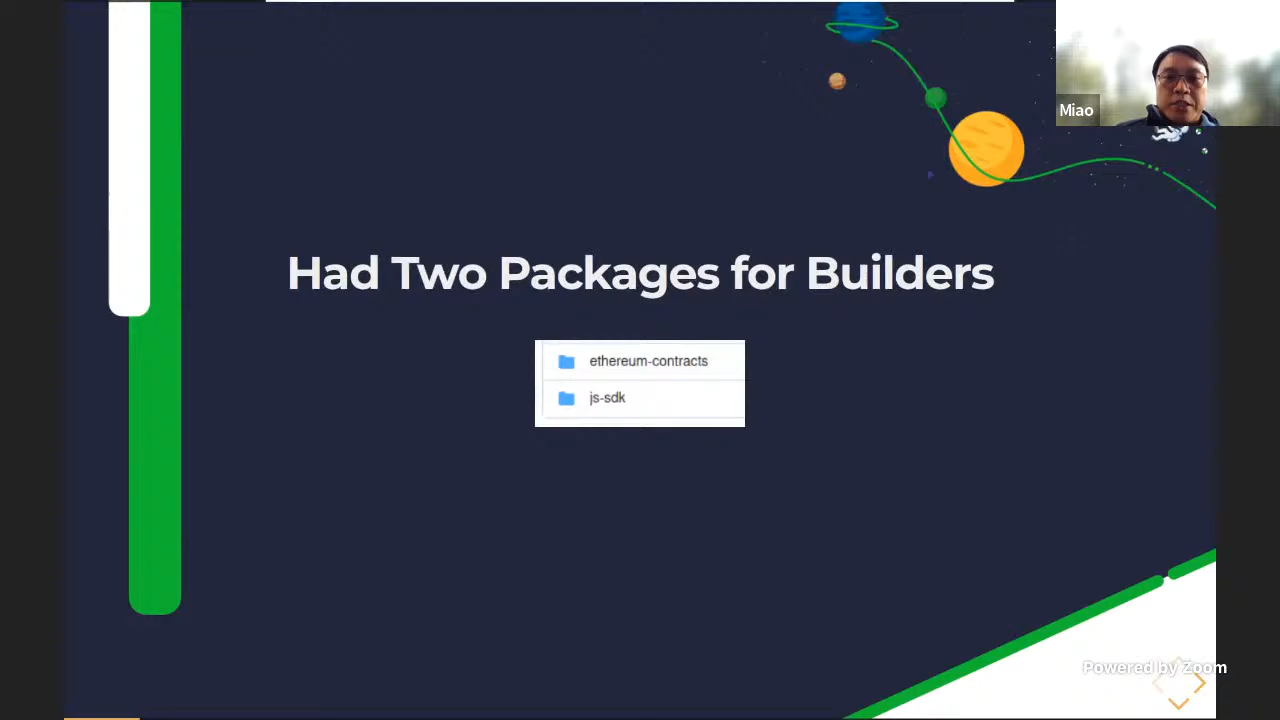 Miao
Had Two Packages for Builders
ethereum-contracts
js-sdk
Powered by Zoom